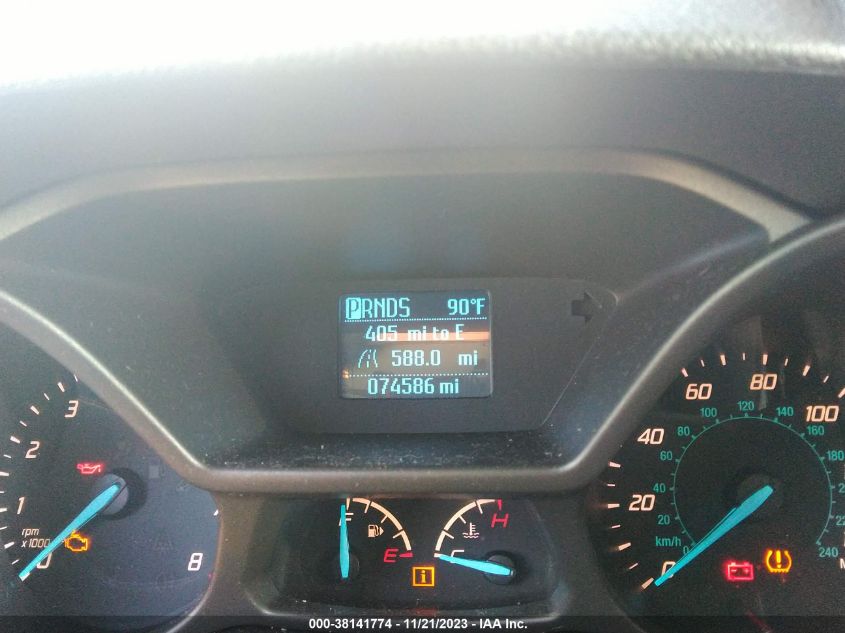 PRNDS 90°F
405 mi to E
588.0 mi
074586 mi
3
2
1
rpm
x1000
0
8
F
E
H
C
i
0 20 40 60 80 100
km/h
0 20 40 60 80 100 120 140 160 180 200 240
000-38141774 - 11/21/2023 - IAA Inc.